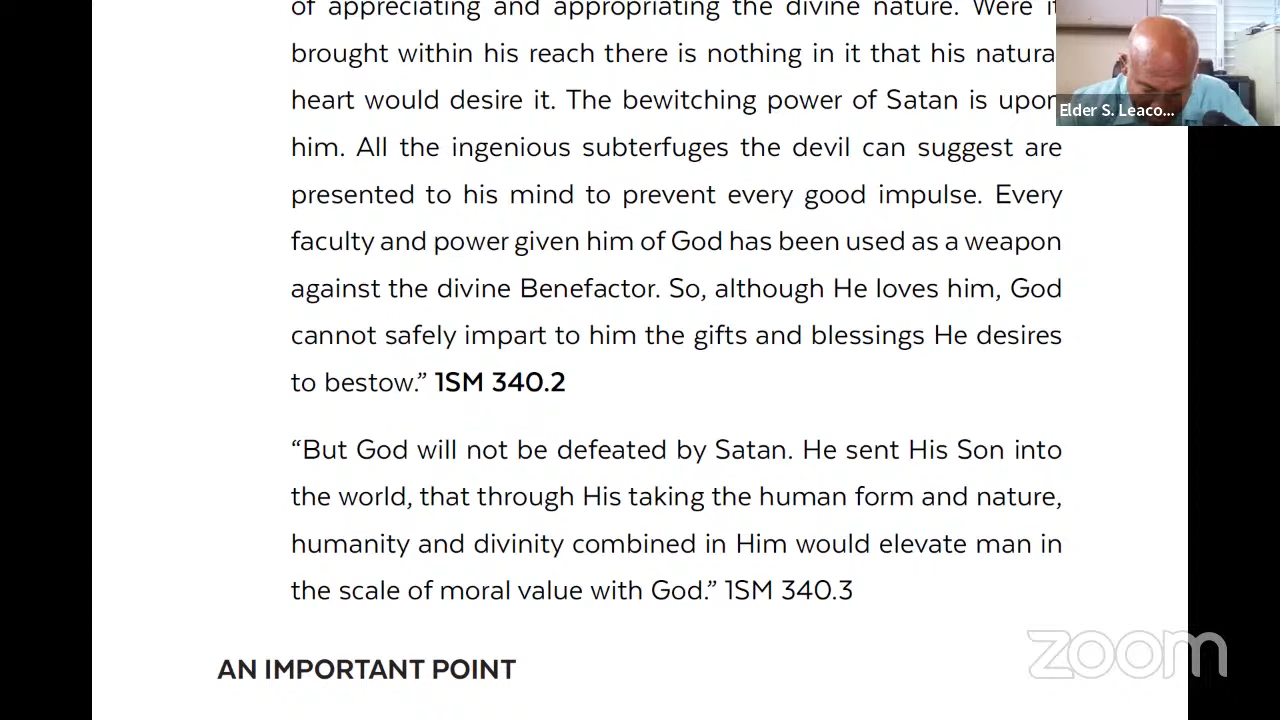 of appreciating and appropriating the divine nature. Were it
brought within his reach there is nothing in it that his natural
heart would desire it. The bewitching power of Satan is upon
him. All the ingenious subterfuges the devil can suggest are
presented to his mind to prevent every good impulse. Every
faculty and power given him of God has been used as a weapon
against the divine Benefactor. So, although He loves him, God
cannot safely impart to him the gifts and blessings He desires
to bestow.” 1SM 340.2
“But God will not be defeated by Satan. He sent His Son into
the world, that through His taking the human form and nature,
humanity and divinity combined in Him would elevate man in
the scale of moral value with God.” 1SM 340.3
AN IMPORTANT POINT
Elder S. Leaco...
zoom